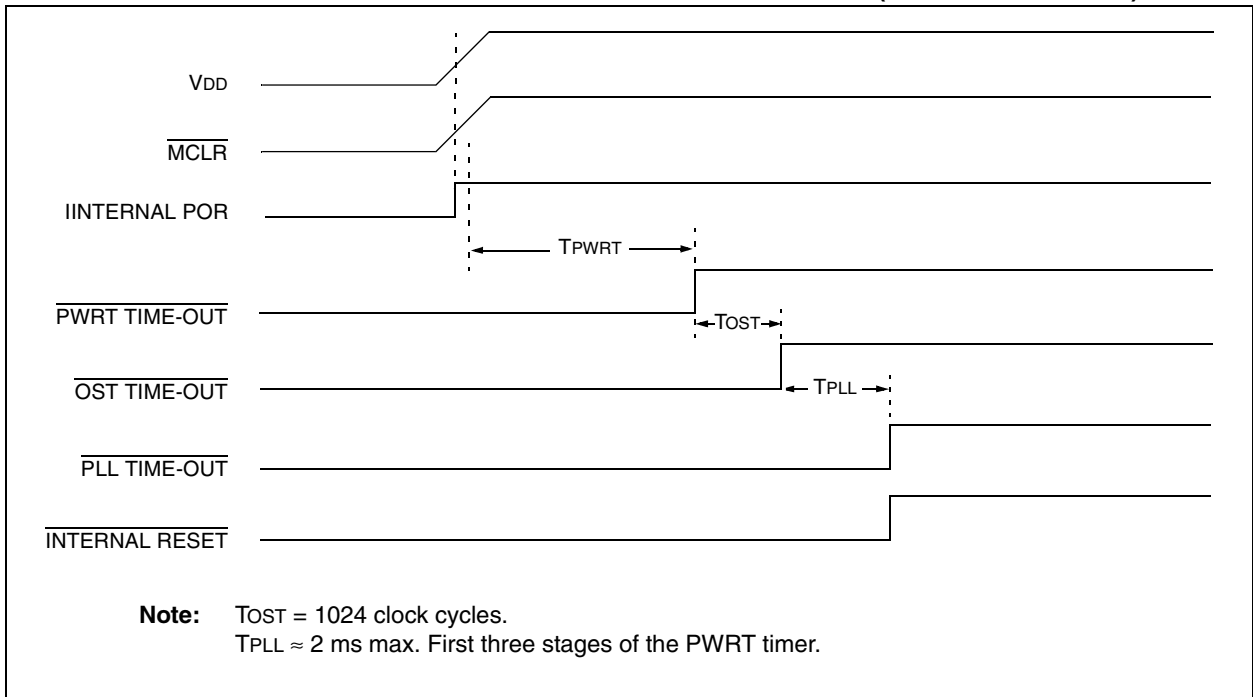 VDD
MCLR
IINTERNAL POR
TPWRT
PWRT TIME-OUT
TOST
OST TIME-OUT
TPLL
PLL TIME-OUT
INTERNAL RESET
Note: TOST = 1024 clock cycles.
TPLL ≈ 2 ms max. First three stages of the PWRT timer.